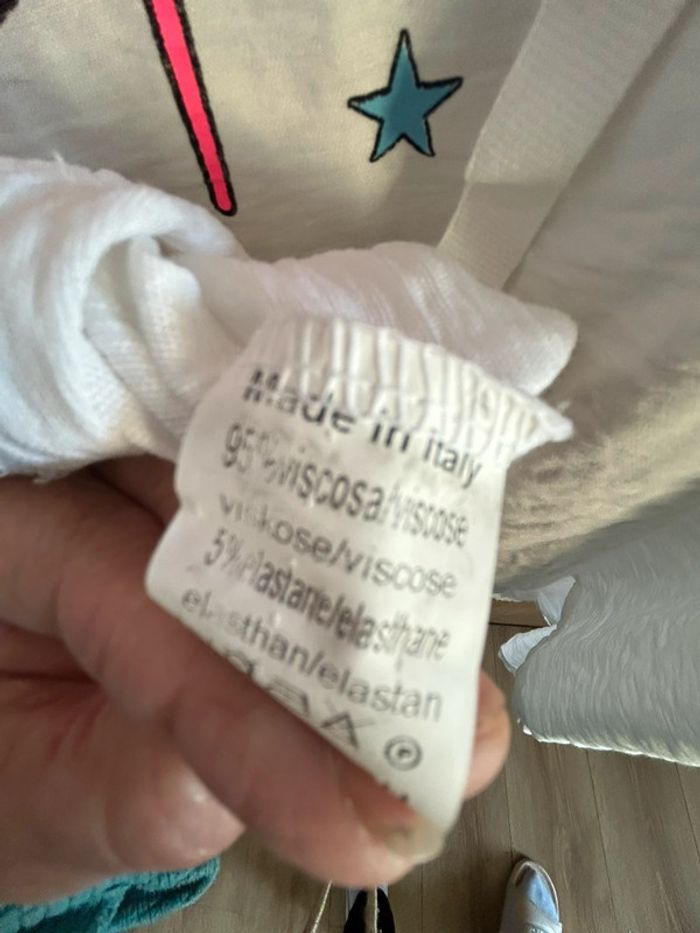 Made in italy
95%viscosa/viscose
viskose/viscose
5%elastane/elasthane
elasthan/elastan
P